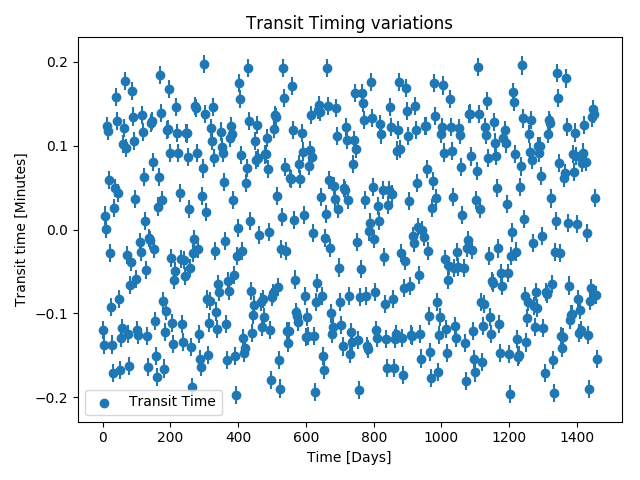 Transit Timing variations
Transit time [Minutes]
0.2
0.1
0.0
−0.1
−0.2
Transit Time
0 200 400 600 800 1000 1200 1400
Time [Days]